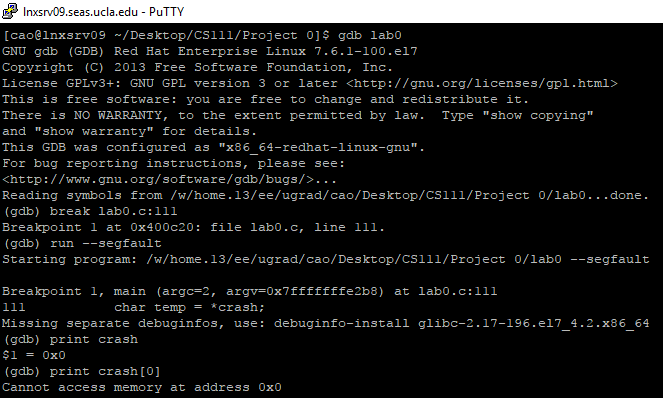 lnxsrv09.seas.ucla.edu - PuTTY
[cao@lnxsrv09 ~/Desktop/CS111/Project 0]$ gdb lab0
GNU gdb (GDB) Red Hat Enterprise Linux 7.6.1-100.el7
Copyright (C) 2013 Free Software Foundation, Inc.
License GPLv3+: GNU GPL version 3 or later <http://gnu.org/licenses/gpl.html>
This is free software: you are free to change and redistribute it.
There is NO WARRANTY, to the extent permitted by law.  Type "show copying"
and "show warranty" for details.
This GDB was configured as "x86_64-redhat-linux-gnu".
For bug reporting instructions, please see:
<http://www.gnu.org/software/gdb/bugs/>...
Reading symbols from /w/home.13/ee/ugrad/cao/Desktop/CS111/Project 0/lab0...done.
(gdb) break lab0.c:111
Breakpoint 1 at 0x400c20: file lab0.c, line 111.
(gdb) run --segfault
Starting program: /w/home.13/ee/ugrad/cao/Desktop/CS111/Project 0/lab0 --segfault
Breakpoint 1, main (argc=2, argv=0x7fffffffe2b8) at lab0.c:111
111           char temp = *crash;
Missing separate debuginfos, use: debuginfo-install glibc-2.17-196.el7_4.2.x86_64
(gdb) print crash
$1 = 0x0
(gdb) print crash[0]
Cannot access memory at address 0x0